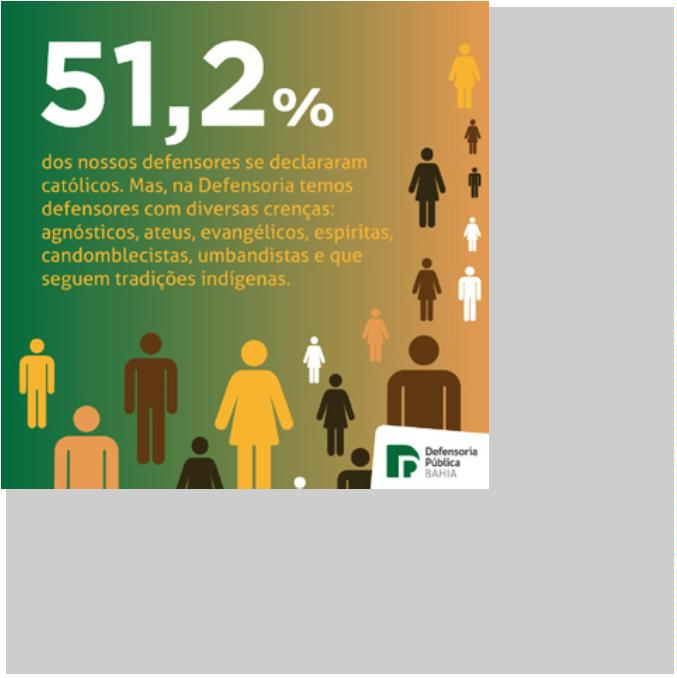 51,2%
dos nossos defensores se declararam
católicos. Mas, na Defensoria temos
defensores com diversas crenças:
agnósticos, ateus, evangélicos, espíritas,
candomblecistas, umbandistas e que
seguem tradições indígenas.
Defensoria
Pública
BAHIA